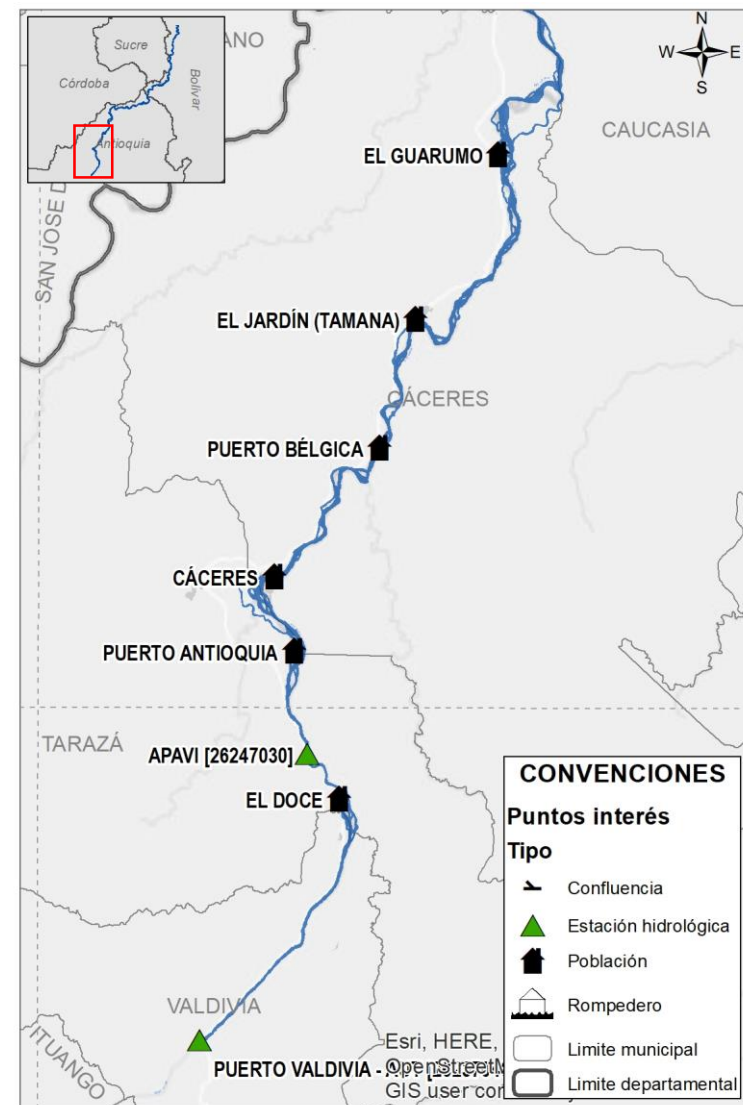 Sucre
Córdoba
Bolivar
Antioquia
ANO
SAN JOSE D
N
W E
S
CAUCASIA
EL GUARUMO
EL JARDÍN (TAMANA)
CÁCERES
PUERTO BÉLGICA
CÁCERES
PUERTO ANTIOQUIA
TARAZÁ
APAVI [26247030]
EL DOCE
VALDIVIA
ITUANGO
PUERTO VALDIVIA -
Esri, HERE,
GIS user
CONVENCIONES
Puntos interés
Tipo
Confluencia
Estación hidrológica
Población
Rompedero
Limite municipal
Limite departamental